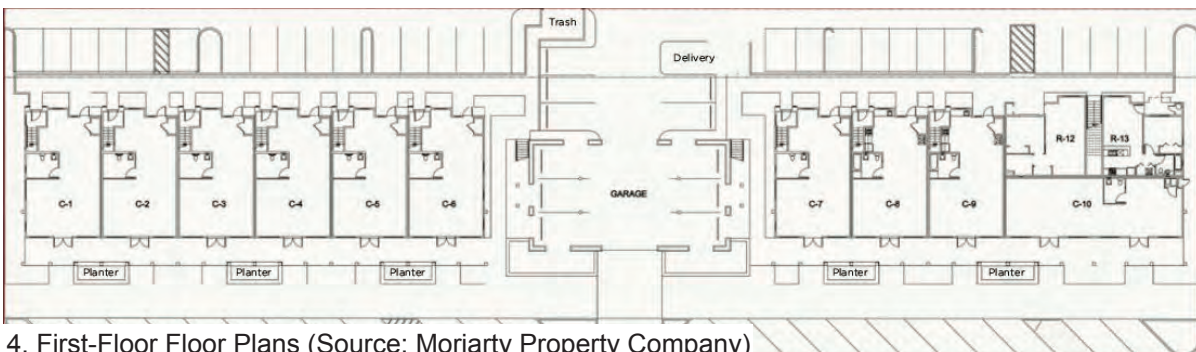 Trash
Delivery
R-12
R-13
GARAGE
C-1
C-2
C-3
C-4
C-5
C-6
C-7
C-8
C-9
C-10
Planter
Planter
Planter
Planter
Planter
4. First-Floor Floor Plans (Source: Moriarty Property Company)